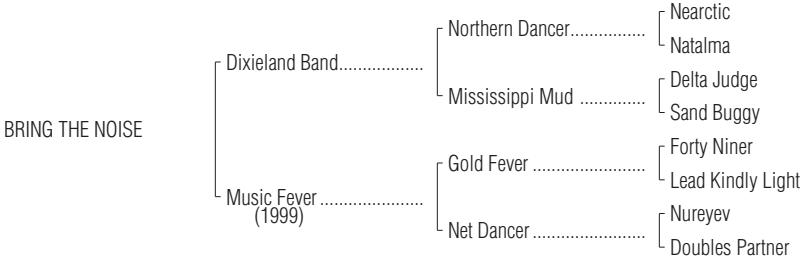 Nearctic
Northern Dancer..................
Natalma
Dixieland Band..................
Delta Judge
Mississippi Mud ..............
Sand Buggy
BRING THE NOISE
Forty Niner
Gold Fever ........................
Lead Kindly Light
Music Fever ......................
(1999)
Nureyev
Net Dancer ........................
Doubles Partner